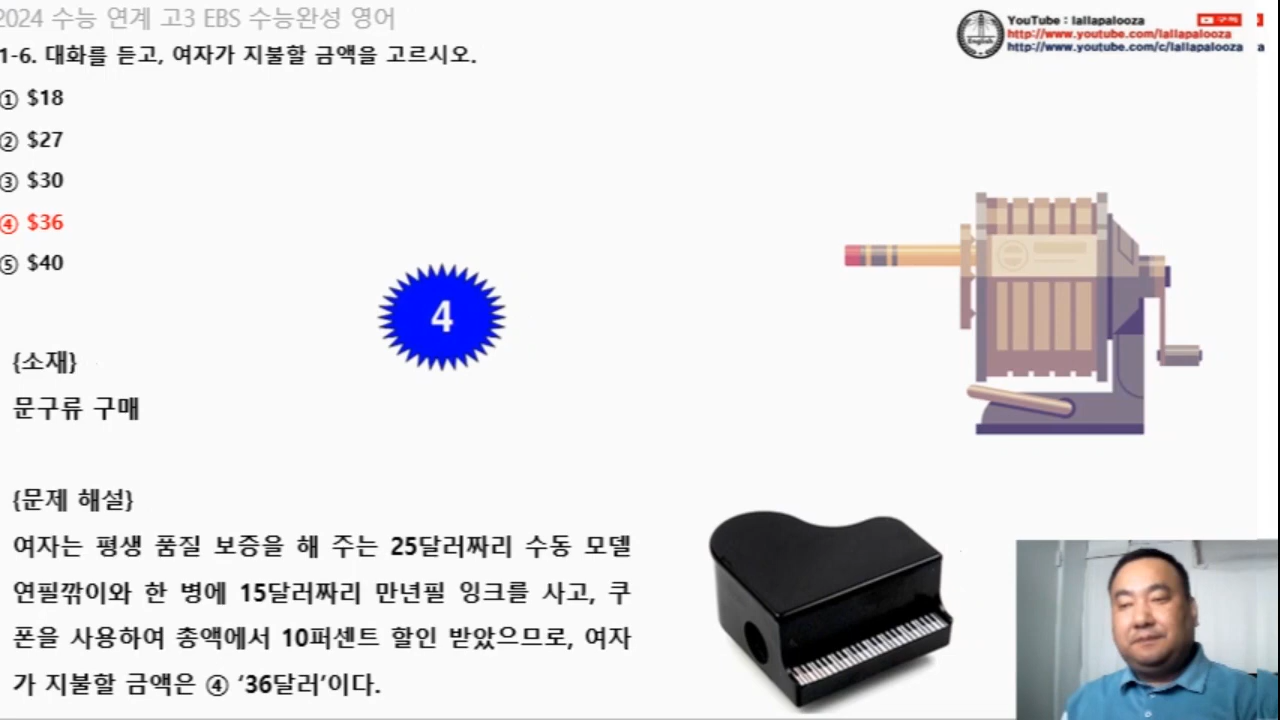 2024 수능 연계 고3 EBS 수능완성 영어
YouTube : lallapalooza
구독
http://www.youtube.com/lallapalooza
http://www.youtube.com/c/lallapalooza
a
English
1-6. 대화를 듣고, 여자가 지불할 금액을 고르시오.
① $18
② $27
③ $30
④ $36
⑤ $40
4
{소재}
문구류 구매
{문제 해설}
여자는 평생 품질 보증을 해 주는 25달러짜리 수동 모델
연필깎이와 한 병에 15달러짜리 만년필 잉크를 사고, 쿠
폰을 사용하여 총액에서 10퍼센트 할인 받았으므로, 여자
가 지불할 금액은 ④ ‘36달러’이다.